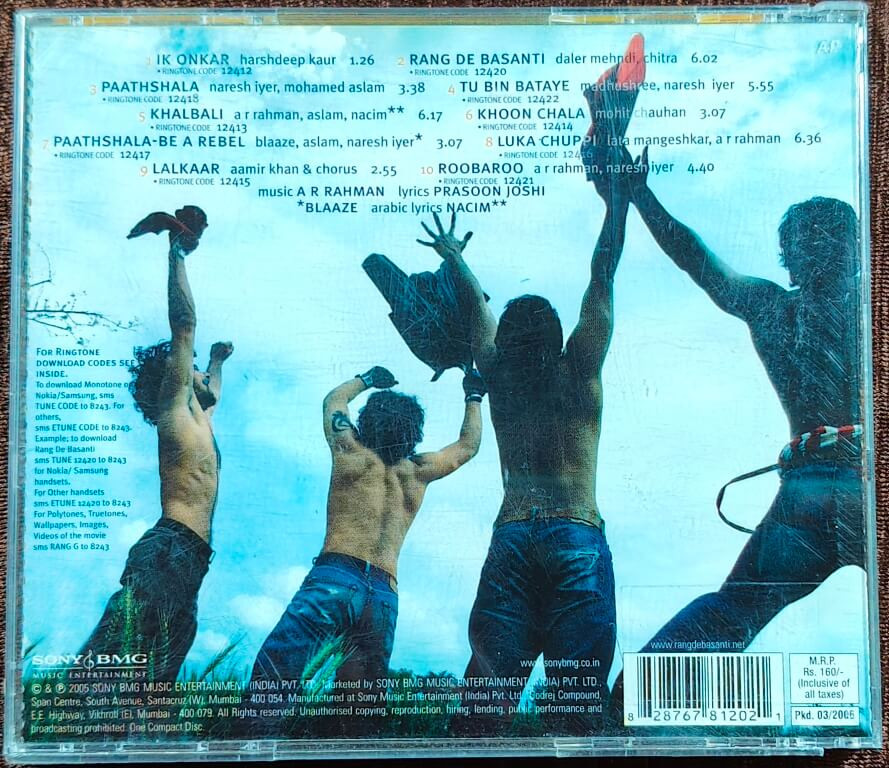 AP
1 IK ONKAR harshdeep kaur 1.26 2 RANG DE BASANTI daler mehndi, chitra 6.02
• RINGTONE CODE 12412 • RINGTONE CODE 12420
3 PAATHSHALA naresh iyer, mohamed aslam 3.38 4 TU BIN BATAYE madhushree, naresh iyer 5.55
• RINGTONE CODE 12418 • RINGTONE CODE 12422
5 KHALBALI a r rahman, aslam, nacim** 6.17 6 KHOON CHALA mohit chauhan 3.07
• RINGTONE CODE 12413 • RINGTONE CODE 12414
7 PAATHSHALA-BE A REBEL blaaze, aslam, naresh iyer* 3.07 8 LUKA CHUPPI lata mangeshkar, a r rahman 6.36
• RINGTONE CODE 12417 • RINGTONE CODE
9 LALKAAR aamir khan & chorus 2.55 10 ROOBAROO a r rahman, naresh iyer 4.40
• RINGTONE CODE 12415 • RINGTONE CODE 12421
music A R RAHMAN lyrics PRASOON JOSHI
*BLAAZE arabic lyrics NACIM**
FOR RINGTONE
DOWNLOAD CODES SEE
INSIDE.
To download Monotone on
Nokia/Samsung, sms
TUNE CODE to 8243. For
others,
sms ETUNE CODE to 8243.
Example; to download
Rang De Basanti
sms TUNE 12420 to 8243
for Nokia/ Samsung
handsets.
For Other handsets
sms ETUNE 12420 to 8243
For Polytones, Truetones,
Wallpapers, Images,
Videos of the movie
sms RANG G to 8243
SONY BMG
MUSIC ENTERTAINMENT
www.sonybmg.co.in
www.rangdebasanti.net
© & ℗ 2005 SONY BMG MUSIC ENTERTAINMENT (INDIA) PVT. LTD. Marketed by SONY BMG ENTERTAINMENT (INDIA) PVT. LTD.,
Span Centre, South Avenue, Santacruz (W), Mumbai - 400 054. Manufactured at Sony Music Entertainment (India) Pvt. Ltd., Godrej Compound,
E.E. Highway, Vikhroli (E), Mumbai - 400 079. All Rights reserved. Unauthorised copying, reproduction, hiring, lending, public performance and
broadcasting prohibited. One Compact Disc.
8 28767 81202 1
M.R.P.
Rs. 160/-
(Inclusive of
all taxes)
Pkd. 03/2006